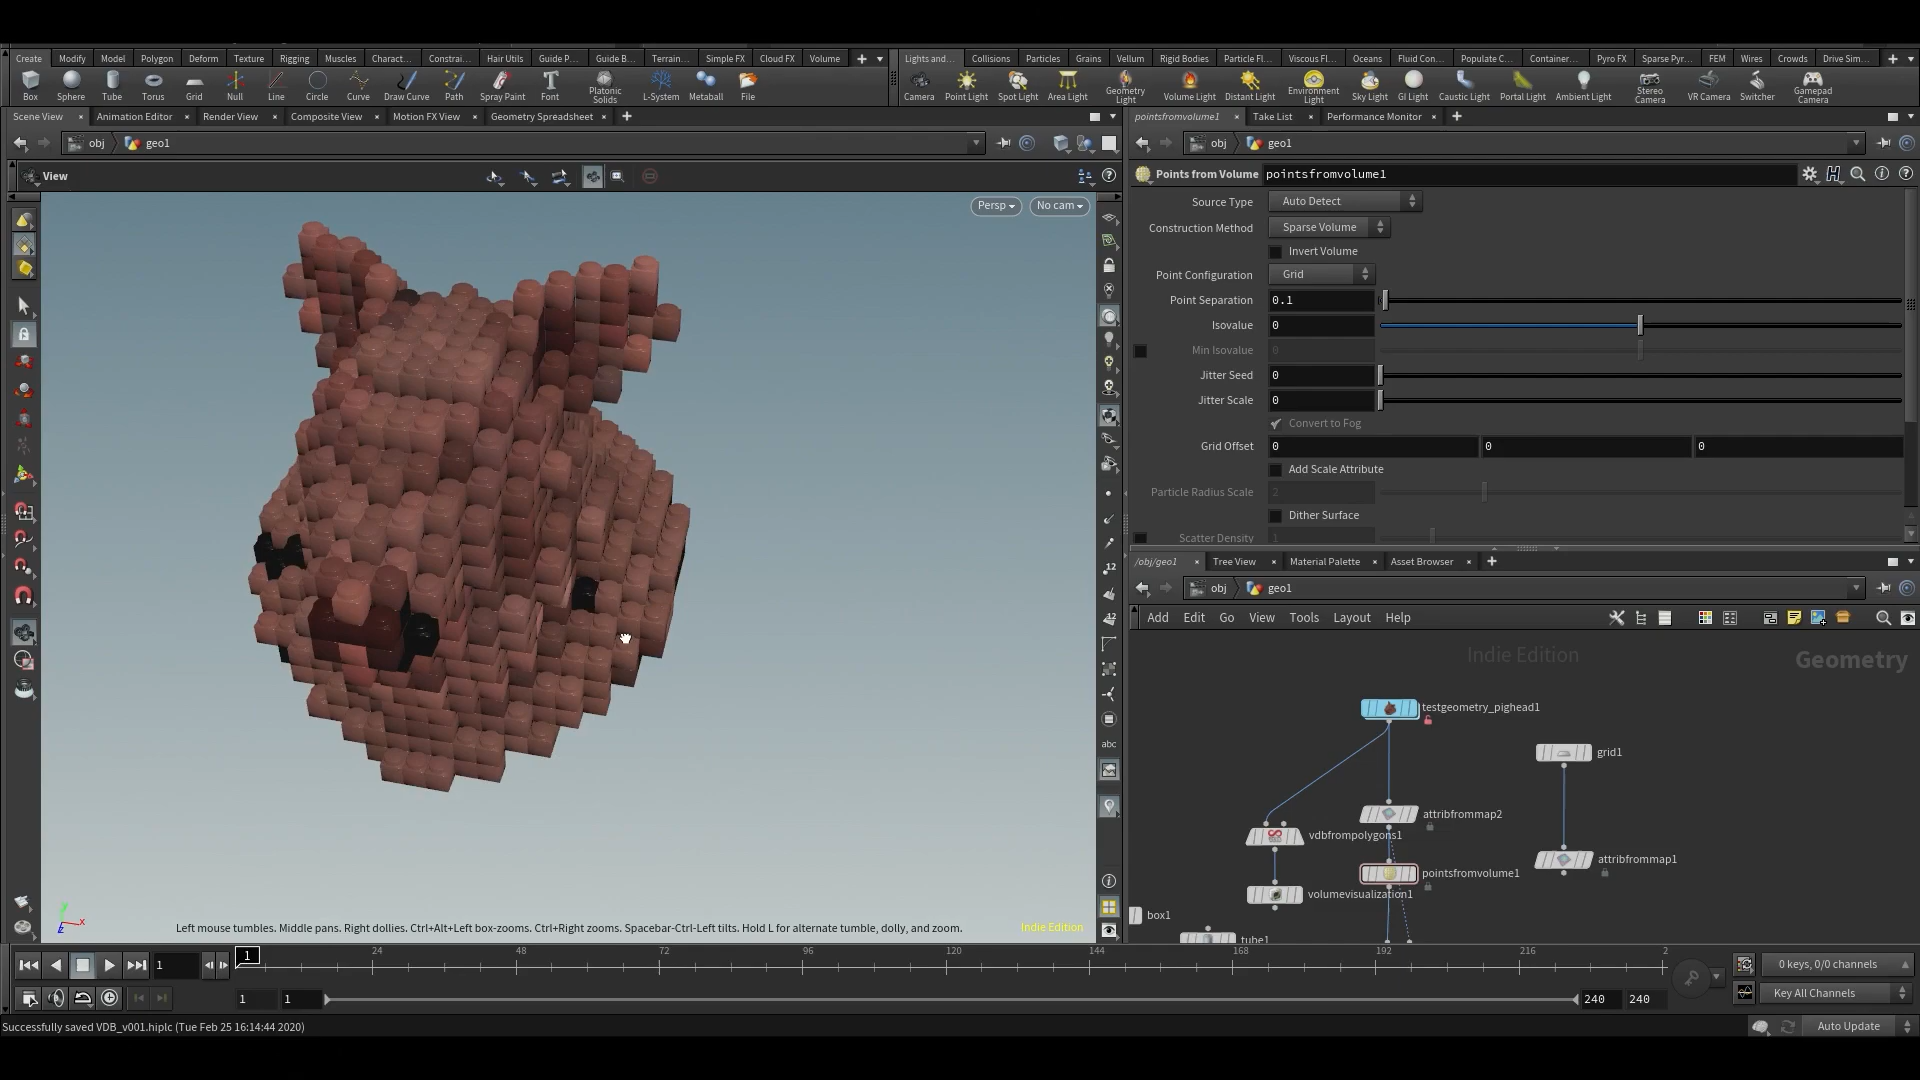 Create Modify Model Polygon Deform Texture Rigging Muscles Charact... Constrai... Hair Utils Guide P... Guide B... Terrain... Simple FX Cloud FX Volume
Lights and... Collisions Particles Grains Vellum Rigid Bodies Particle Fl... Viscous Fl... Oceans Fluid Con... Populate C... Container... Pyro FX Sparse Pyr... FEM Wires Crowds Drive Sim...
Box Sphere Tube Torus Grid Null Line Circle Curve Draw Curve Path Spray Paint Font Platonic Solids L-System Metaball File
Camera Point Light Spot Light Area Light Geometry Light Volume Light Distant Light Environment Light Sky Light GI Light Caustic Light Portal Light Ambient Light Stereo Camera VR Camera Switcher Gamepad Camera
Scene View Animation Editor Render View Composite View Motion FX View Geometry Spreadsheet
pointsfromvolume1 Take List Performance Monitor
obj geo1
obj geo1
View
Points from Volume pointsfromvolume1
Persp No cam
Source Type Auto Detect
Construction Method Sparse Volume
Invert Volume
Point Configuration Grid
Point Separation 0.1
Isovalue 0
Min Isovalue 0
Jitter Seed 0
Jitter Scale 0
Convert to Fog
Grid Offset 0 0 0
Add Scale Attribute
Particle Radius Scale 2
Dither Surface
Scatter Density 1
/obj/geo1 Tree View Material Palette Asset Browser
obj geo1
Add Edit Go View Tools Layout Help
Indie Edition Geometry
testgeometry_pighead1
grid1
attribfrommap2
vdbfrompolygons1
attribfrommap1
pointsfromvolume1
volumevisualization1
box1
tube1
12
12
abc
y x z
Left mouse tumbles. Middle pans. Right dollies. Ctrl+Alt+Left box-zooms. Ctrl+Right zooms. Spacebar-Ctrl-Left tilts. Hold L for alternate tumble, dolly, and zoom.
Indie Edition
1 1 24 48 72 96 120 144 168 192 216 2
0 keys, 0/0 channels
1 1 240 240
Key All Channels
Successfully saved VDB_v001.hiplc (Tue Feb 25 16:14:44 2020)
Auto Update